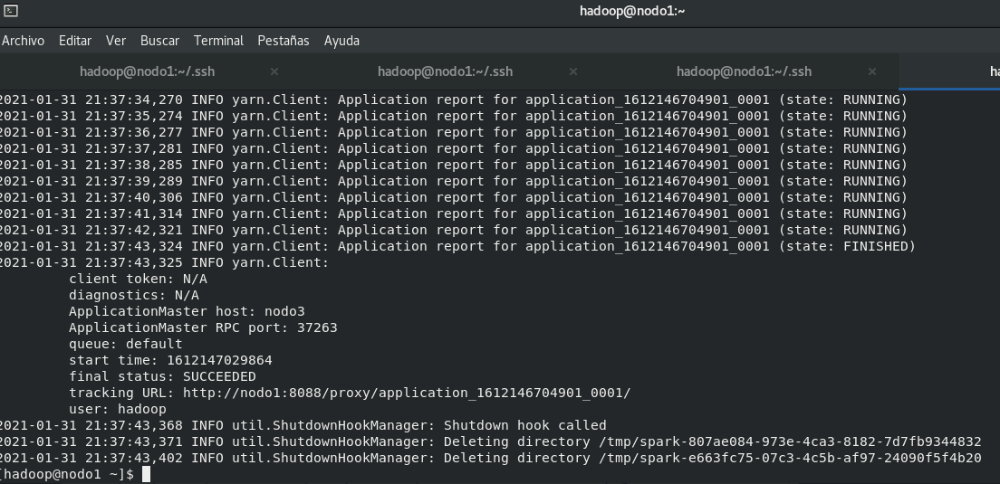 hadoop@nodo1:~
Archivo Editar Ver Buscar Terminal Pestañas Ayuda
hadoop@nodo1:~/.ssh × hadoop@nodo1:~/.ssh × hadoop@nodo1:~/.ssh × ha
2021-01-31 21:37:34,270 INFO yarn.Client: Application report for application_1612146704901_0001 (state: RUNNING)
2021-01-31 21:37:35,274 INFO yarn.Client: Application report for application_1612146704901_0001 (state: RUNNING)
2021-01-31 21:37:36,277 INFO yarn.Client: Application report for application_1612146704901_0001 (state: RUNNING)
2021-01-31 21:37:37,281 INFO yarn.Client: Application report for application_1612146704901_0001 (state: RUNNING)
2021-01-31 21:37:38,285 INFO yarn.Client: Application report for application_1612146704901_0001 (state: RUNNING)
2021-01-31 21:37:39,289 INFO yarn.Client: Application report for application_1612146704901_0001 (state: RUNNING)
2021-01-31 21:37:40,306 INFO yarn.Client: Application report for application_1612146704901_0001 (state: RUNNING)
2021-01-31 21:37:41,314 INFO yarn.Client: Application report for application_1612146704901_0001 (state: RUNNING)
2021-01-31 21:37:42,321 INFO yarn.Client: Application report for application_1612146704901_0001 (state: RUNNING)
2021-01-31 21:37:43,324 INFO yarn.Client: Application report for application_1612146704901_0001 (state: FINISHED)
2021-01-31 21:37:43,325 INFO yarn.Client:
client token: N/A
diagnostics: N/A
ApplicationMaster host: nodo3
ApplicationMaster RPC port: 37263
queue: default
start time: 1612147029864
final status: SUCCEEDED
tracking URL: http://nodo1:8088/proxy/application_1612146704901_0001/
user: hadoop
2021-01-31 21:37:43,368 INFO util.ShutdownHookManager: Shutdown hook called
2021-01-31 21:37:43,371 INFO util.ShutdownHookManager: Deleting directory /tmp/spark-807ae084-973e-4ca3-8182-7d7fb9344832
2021-01-31 21:37:43,402 INFO util.ShutdownHookManager: Deleting directory /tmp/spark-e663fc75-07c3-4c5b-af97-24090f5f4b20
[hadoop@nodo1 ~]$